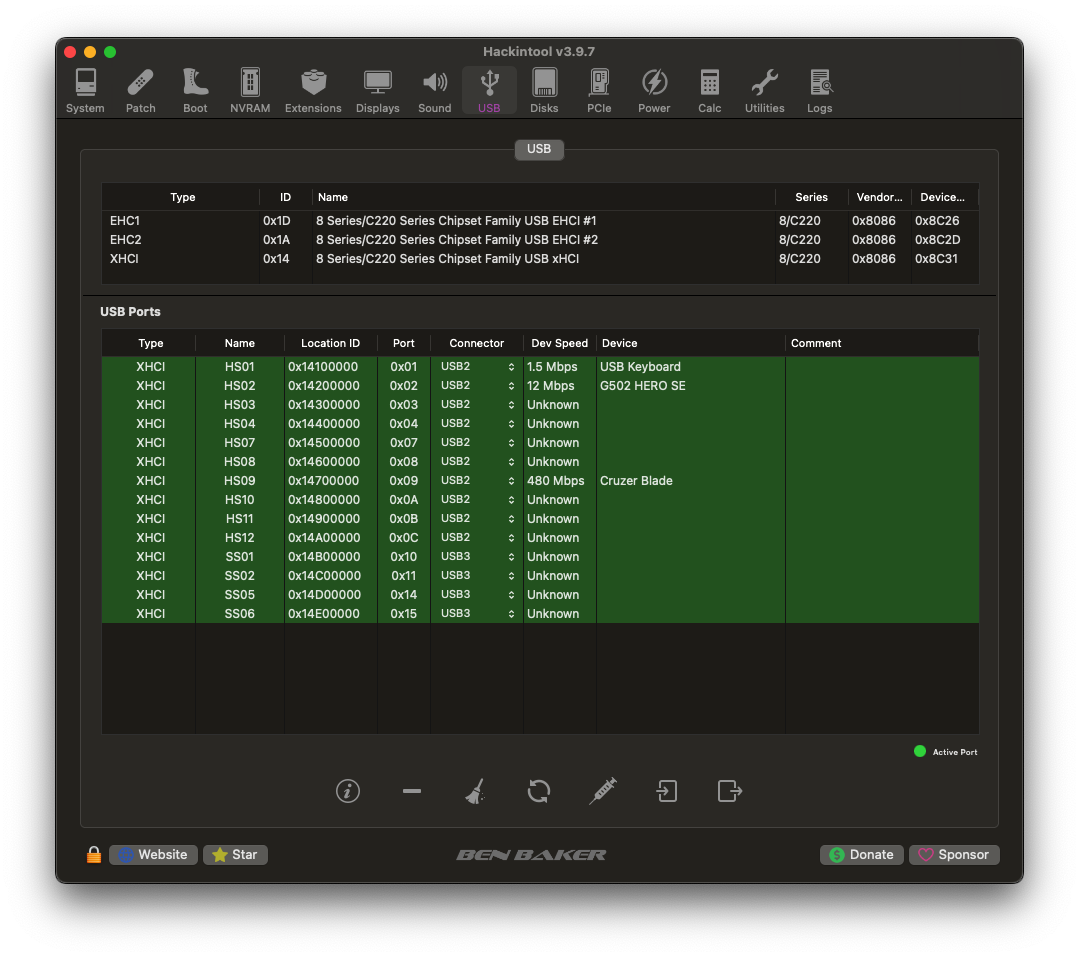 Hackintool v3.9.7
System Patch Boot NVRAM Extensions Displays Sound USB Disks PCIe Power Calc Utilities Logs
USB
Type ID Name Series Vendor... Device...
EHC1 0x1D 8 Series/C220 Series Chipset Family USB EHCI #1 8/C220 0x8086 0x8C26
EHC2 0x1A 8 Series/C220 Series Chipset Family USB EHCI #2 8/C220 0x8086 0x8C2D
XHCI 0x14 8 Series/C220 Series Chipset Family USB xHCI 8/C220 0x8086 0x8C31
USB Ports
Type Name Location ID Port Connector Dev Speed Device Comment
XHCI HS01 0x14100000 0x01 USB2 1.5 Mbps USB Keyboard
XHCI HS02 0x14200000 0x02 USB2 12 Mbps G502 HERO SE
XHCI HS03 0x14300000 0x03 USB2 Unknown
XHCI HS04 0x14400000 0x04 USB2 Unknown
XHCI HS07 0x14500000 0x07 USB2 Unknown
XHCI HS08 0x14600000 0x08 USB2 Unknown
XHCI HS09 0x14700000 0x09 USB2 480 Mbps Cruzer Blade
XHCI HS10 0x14800000 0x0A USB2 Unknown
XHCI HS11 0x14900000 0x0B USB2 Unknown
XHCI HS12 0x14A00000 0x0C USB2 Unknown
XHCI SS01 0x14B00000 0x10 USB3 Unknown
XHCI SS02 0x14C00000 0x11 USB3 Unknown
XHCI SS05 0x14D00000 0x14 USB3 Unknown
XHCI SS06 0x14E00000 0x15 USB3 Unknown
Active Port
Website Star BEN BAKER Donate Sponsor